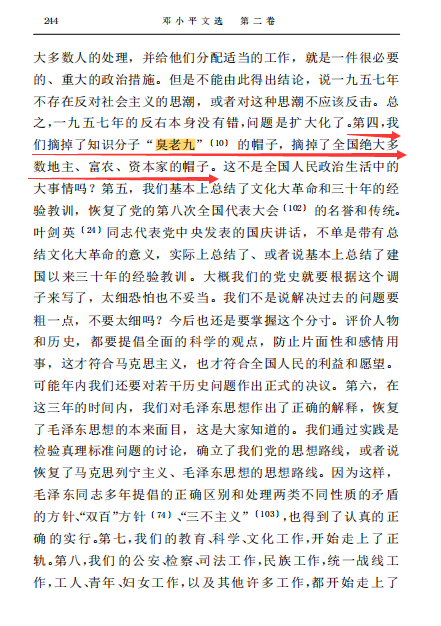 244 邓小平文选 第二卷
大多数人的处理，并给他们分配适当的工作，就是一件很必要
的、重大的政治措施。但是不能由此得出结论，说一九五七年
不存在反对社会主义的思潮，或者对这种思潮不应该反击。总
之，一九五七年的反右本身没有错，问题是扩大化了。第四，我
们摘掉了知识分子“臭老九”〔10〕的帽子，摘掉了全国绝大多
数地主、富农、资本家的帽子。这不是全国人民政治生活中的
大事情吗？第五，我们基本上总结了文化大革命和三十年的经
验教训，恢复了党的第八次全国代表大会〔102〕的名誉和传统。
叶剑英〔24〕同志代表党中央发表的国庆讲话，不单是带有总
结文化大革命的意义，实际上总结了、或者说基本上总结了建
国以来三十年的经验教训。大概我们的党史就要根据这个调
子来写了，太细恐怕也不妥当。我们不是说解决过去的问题要
粗一点，不要太细吗？今后也还是要掌握这个分寸。评价人物
和历史，都要提倡全面的科学的观点，防止片面性和感情用
事，这才符合马克思主义，也才符合全国人民的利益和愿望。
可能年内我们还要对若干历史问题作出正式的决议。第六，在
这三年的时间内，我们对毛泽东思想作出了正确的解释，恢复
了毛泽东思想的本来面目，这是大家知道的。我们通过实践是
检验真理标准问题的讨论，确立了我们党的思想路线，或者说
恢复了马克思列宁主义、毛泽东思想的思想路线。因为这样，
毛泽东同志多年提倡的正确区别和处理两类不同性质的矛盾
的方针、“双百”方针〔74〕、“三不主义”〔103〕，也得到了认真的正
确的实行。第七，我们的教育、科学、文化工作，开始走上了正
轨。第八，我们的公安、检察、司法工作，民族工作，统一战线工
作，工人、青年、妇女工作，以及其他许多工作，都开始走上了